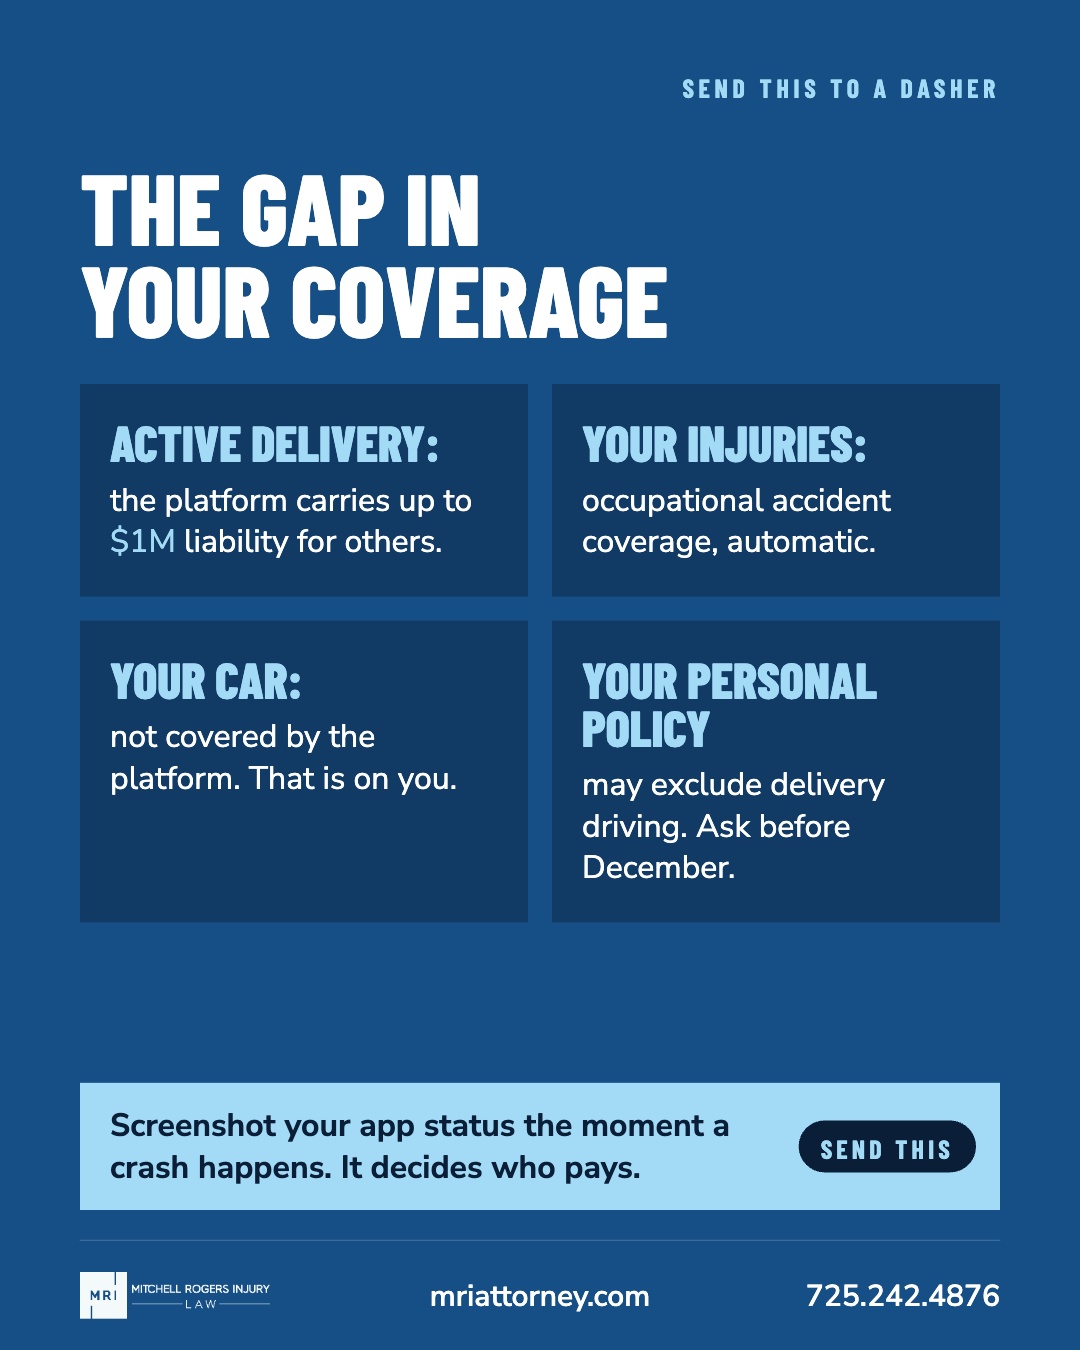 SEND THIS TO A DASHER
THE GAP IN
YOUR COVERAGE
ACTIVE DELIVERY:
the platform carries up to
$1M liability for others.
YOUR INJURIES:
occupational accident
coverage, automatic.
YOUR CAR:
not covered by the
platform. That is on you.
YOUR PERSONAL
POLICY
may exclude delivery
driving. Ask before
December.
Screenshot your app status the moment a
crash happens. It decides who pays.
SEND THIS
MRI
MITCHELL ROGERS INJURY
LAW
mriattorney.com
725.242.4876